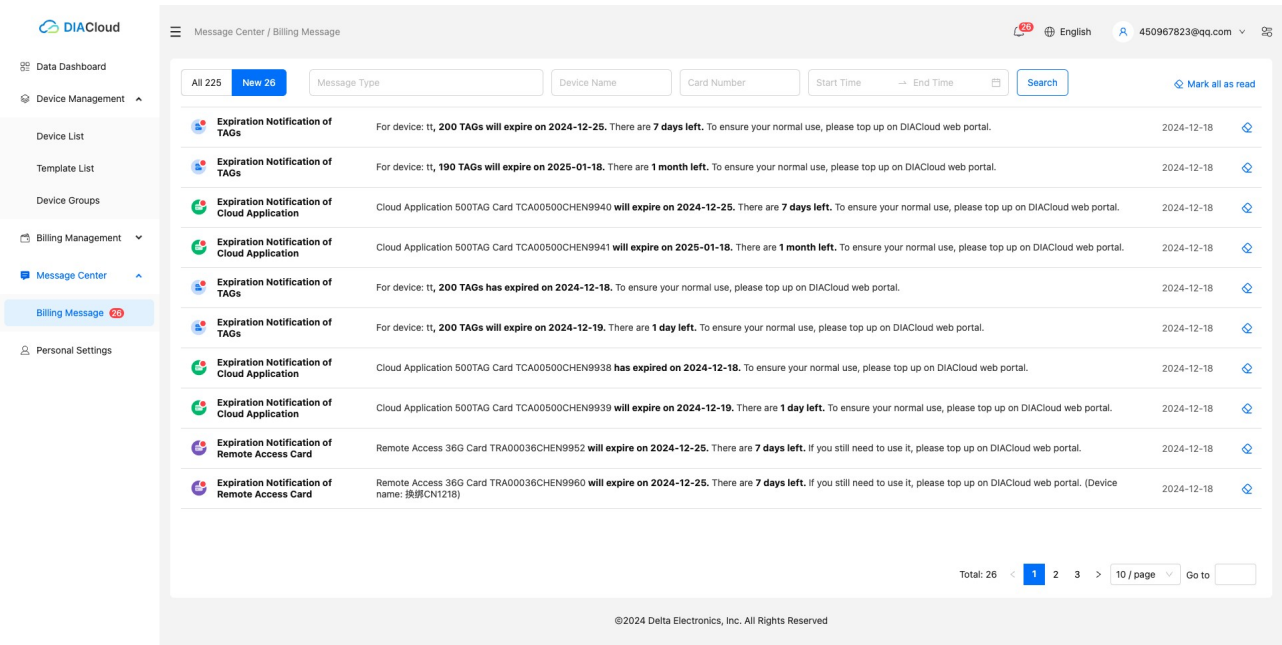 DIACloud
Message Center / Billing Message
26
English
450967823@qq.com
Data Dashboard
Device Management
Device List
Template List
Device Groups
Billing Management
Message Center
Billing Message 26
Personal Settings
All 225
New 26
Message Type
Device Name
Card Number
Start Time
End Time
Search
Mark all as read
Expiration Notification of
TAGs
For device: tt, 200 TAGs will expire on 2024-12-25. There are 7 days left. To ensure your normal use, please top up on DIACloud web portal.
2024-12-18
Expiration Notification of
TAGs
For device: tt, 190 TAGs will expire on 2025-01-18. There are 1 month left. To ensure your normal use, please top up on DIACloud web portal.
2024-12-18
Expiration Notification of
Cloud Application
Cloud Application 500TAG Card TCA00500CHEN9940 will expire on 2024-12-25. There are 7 days left. To ensure your normal use, please top up on DIACloud web portal.
2024-12-18
Expiration Notification of
Cloud Application
Cloud Application 500TAG Card TCA00500CHEN9941 will expire on 2025-01-18. There are 1 month left. To ensure your normal use, please top up on DIACloud web portal.
2024-12-18
Expiration Notification of
TAGs
For device: tt, 200 TAGs has expired on 2024-12-18. To ensure your normal use, please top up on DIACloud web portal.
2024-12-18
Expiration Notification of
TAGs
For device: tt, 200 TAGs will expire on 2024-12-19. There are 1 day left. To ensure your normal use, please top up on DIACloud web portal.
2024-12-18
Expiration Notification of
Cloud Application
Cloud Application 500TAG Card TCA00500CHEN9938 has expired on 2024-12-18. To ensure your normal use, please top up on DIACloud web portal.
2024-12-18
Expiration Notification of
Cloud Application
Cloud Application 500TAG Card TCA00500CHEN9939 will expire on 2024-12-19. There are 1 day left. To ensure your normal use, please top up on DIACloud web portal.
2024-12-18
Expiration Notification of
Remote Access Card
Remote Access 36G Card TRA00036CHEN9952 will expire on 2024-12-25. There are 7 days left. If you still need to use it, please top up on DIACloud web portal.
2024-12-18
Expiration Notification of
Remote Access Card
Remote Access 36G Card TRA00036CHEN9960 will expire on 2024-12-25. There are 7 days left. If you still need to use it, please top up on DIACloud web portal. (Device
name: 换绑CN1218)
2024-12-18
Total: 26 < 1 2 3 > 10 / page Go to
©2024 Delta Electronics, Inc. All Rights Reserved